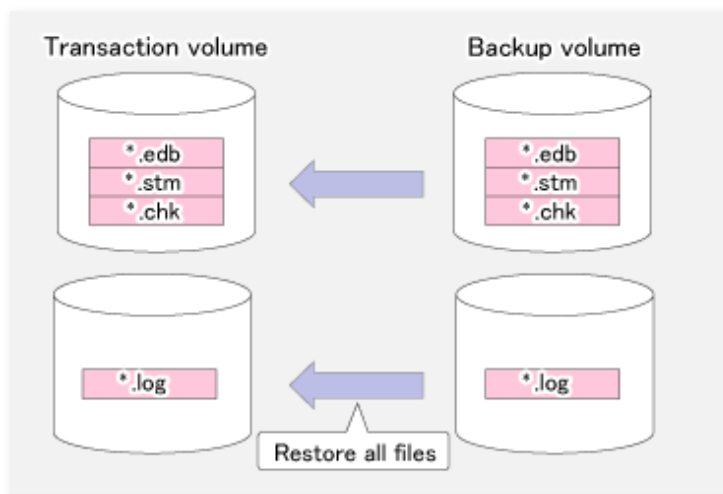 Transaction volume
Backup volume
*.edb
*.stm
*.chk
*.edb
*.stm
*.chk
*.log
*.log
Restore all files